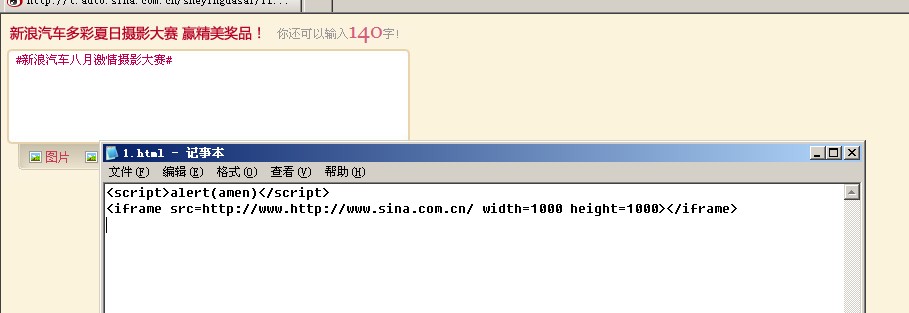 http://t.auto.sina.com.cn/sheyingdasai/fi...
新浪汽车多彩夏日摄影大赛 赢精美奖品！ 你还可以输入140字!
#新浪汽车八月激情摄影大赛#
图片
1.html - 记事本
文件(F) 编辑(E) 格式(O) 查看(V) 帮助(H)
<script>alert(amen)</script>
<iframe src=http://www.http://www.sina.com.cn/ width=1000 height=1000></iframe>